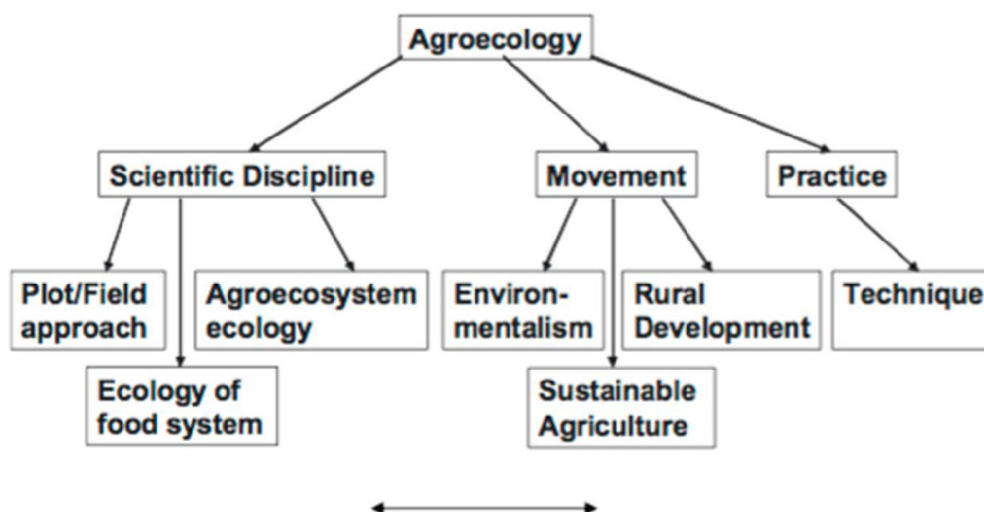 Agroecology
Scientific Discipline
Movement
Practice
Plot/Field
approach
Agroecosystem
ecology
Environ-
mentalism
Rural
Development
Technique
Ecology of
food system
Sustainable
Agriculture